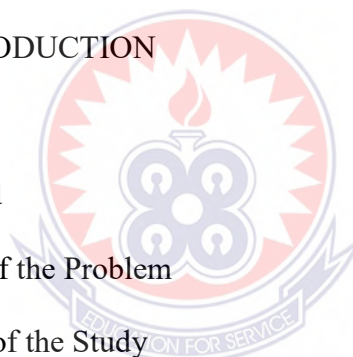 ODUCTION
f the Problem
of the Study
EDUCATION FOR SERVICE